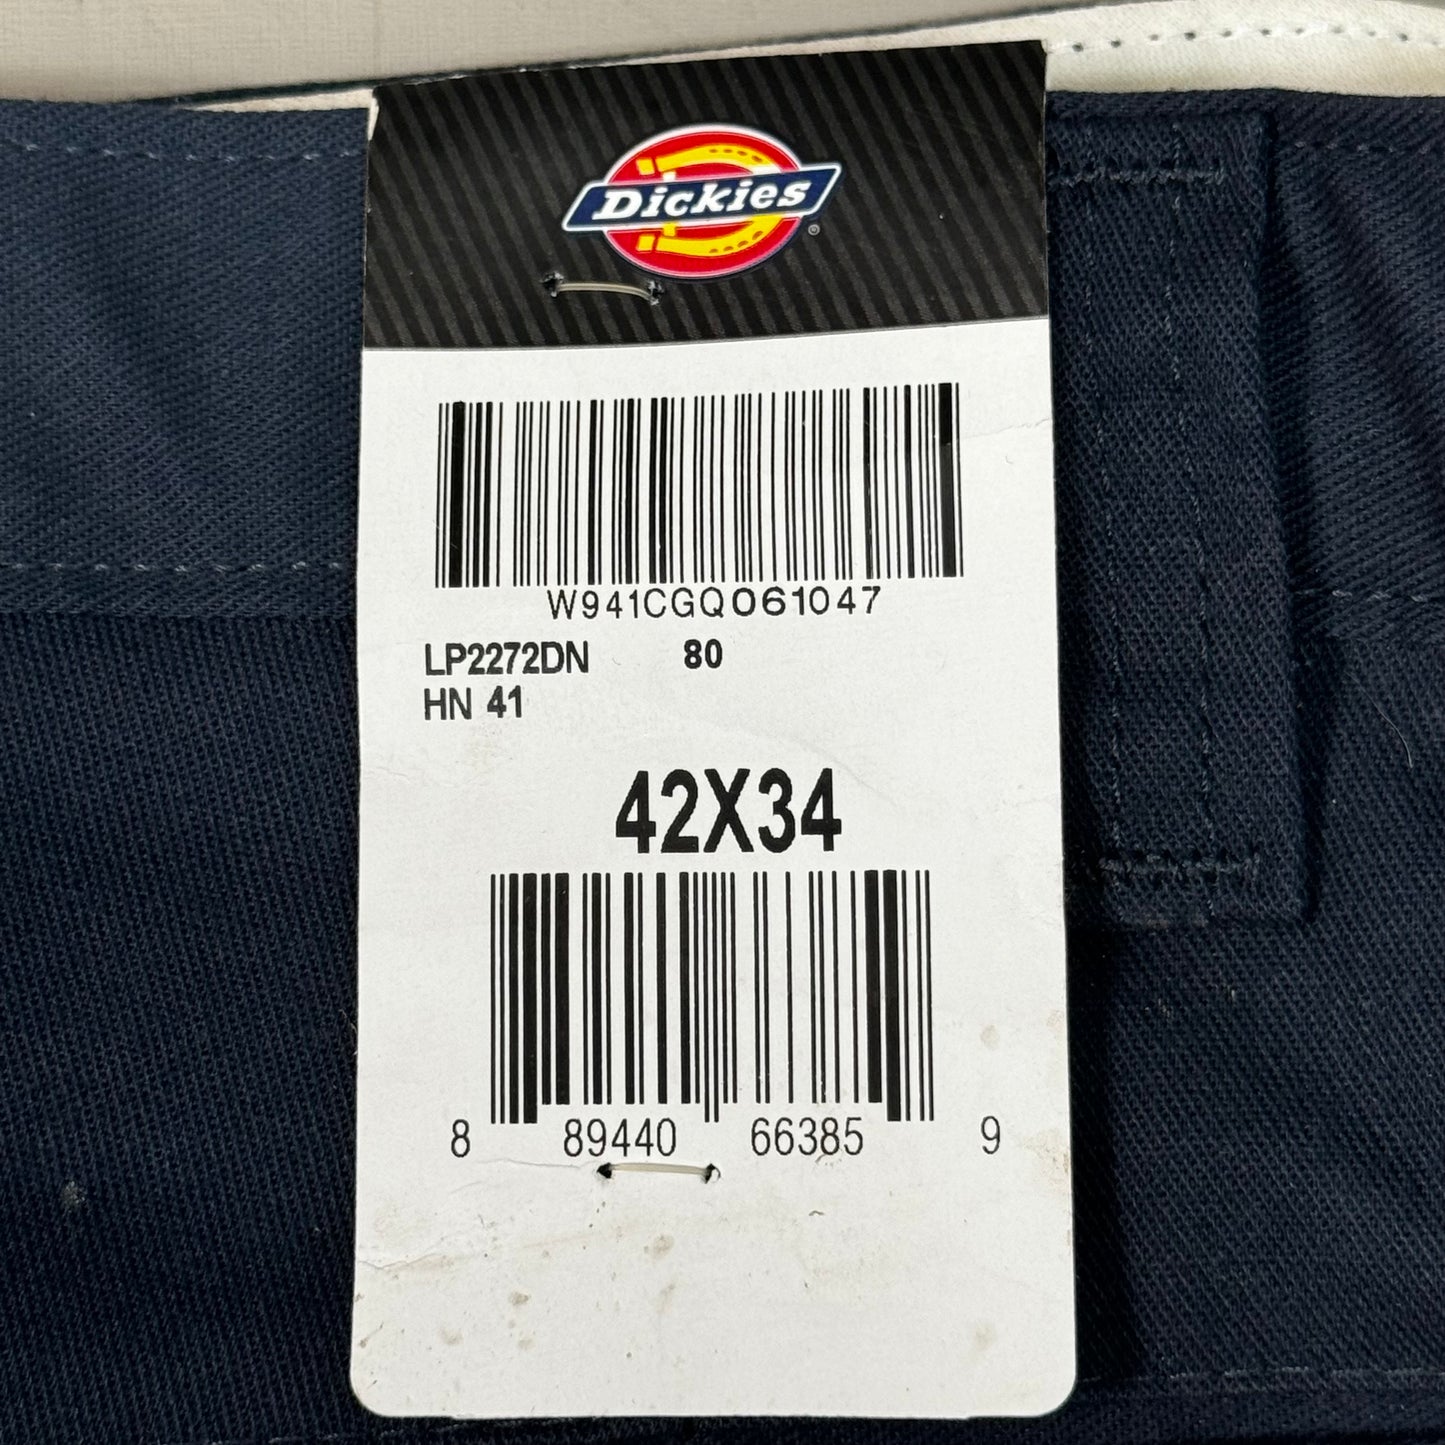 Dickies®
W941CGQ061047
LP2272DN 80
HN 41
42X34
8 89440 66385 9